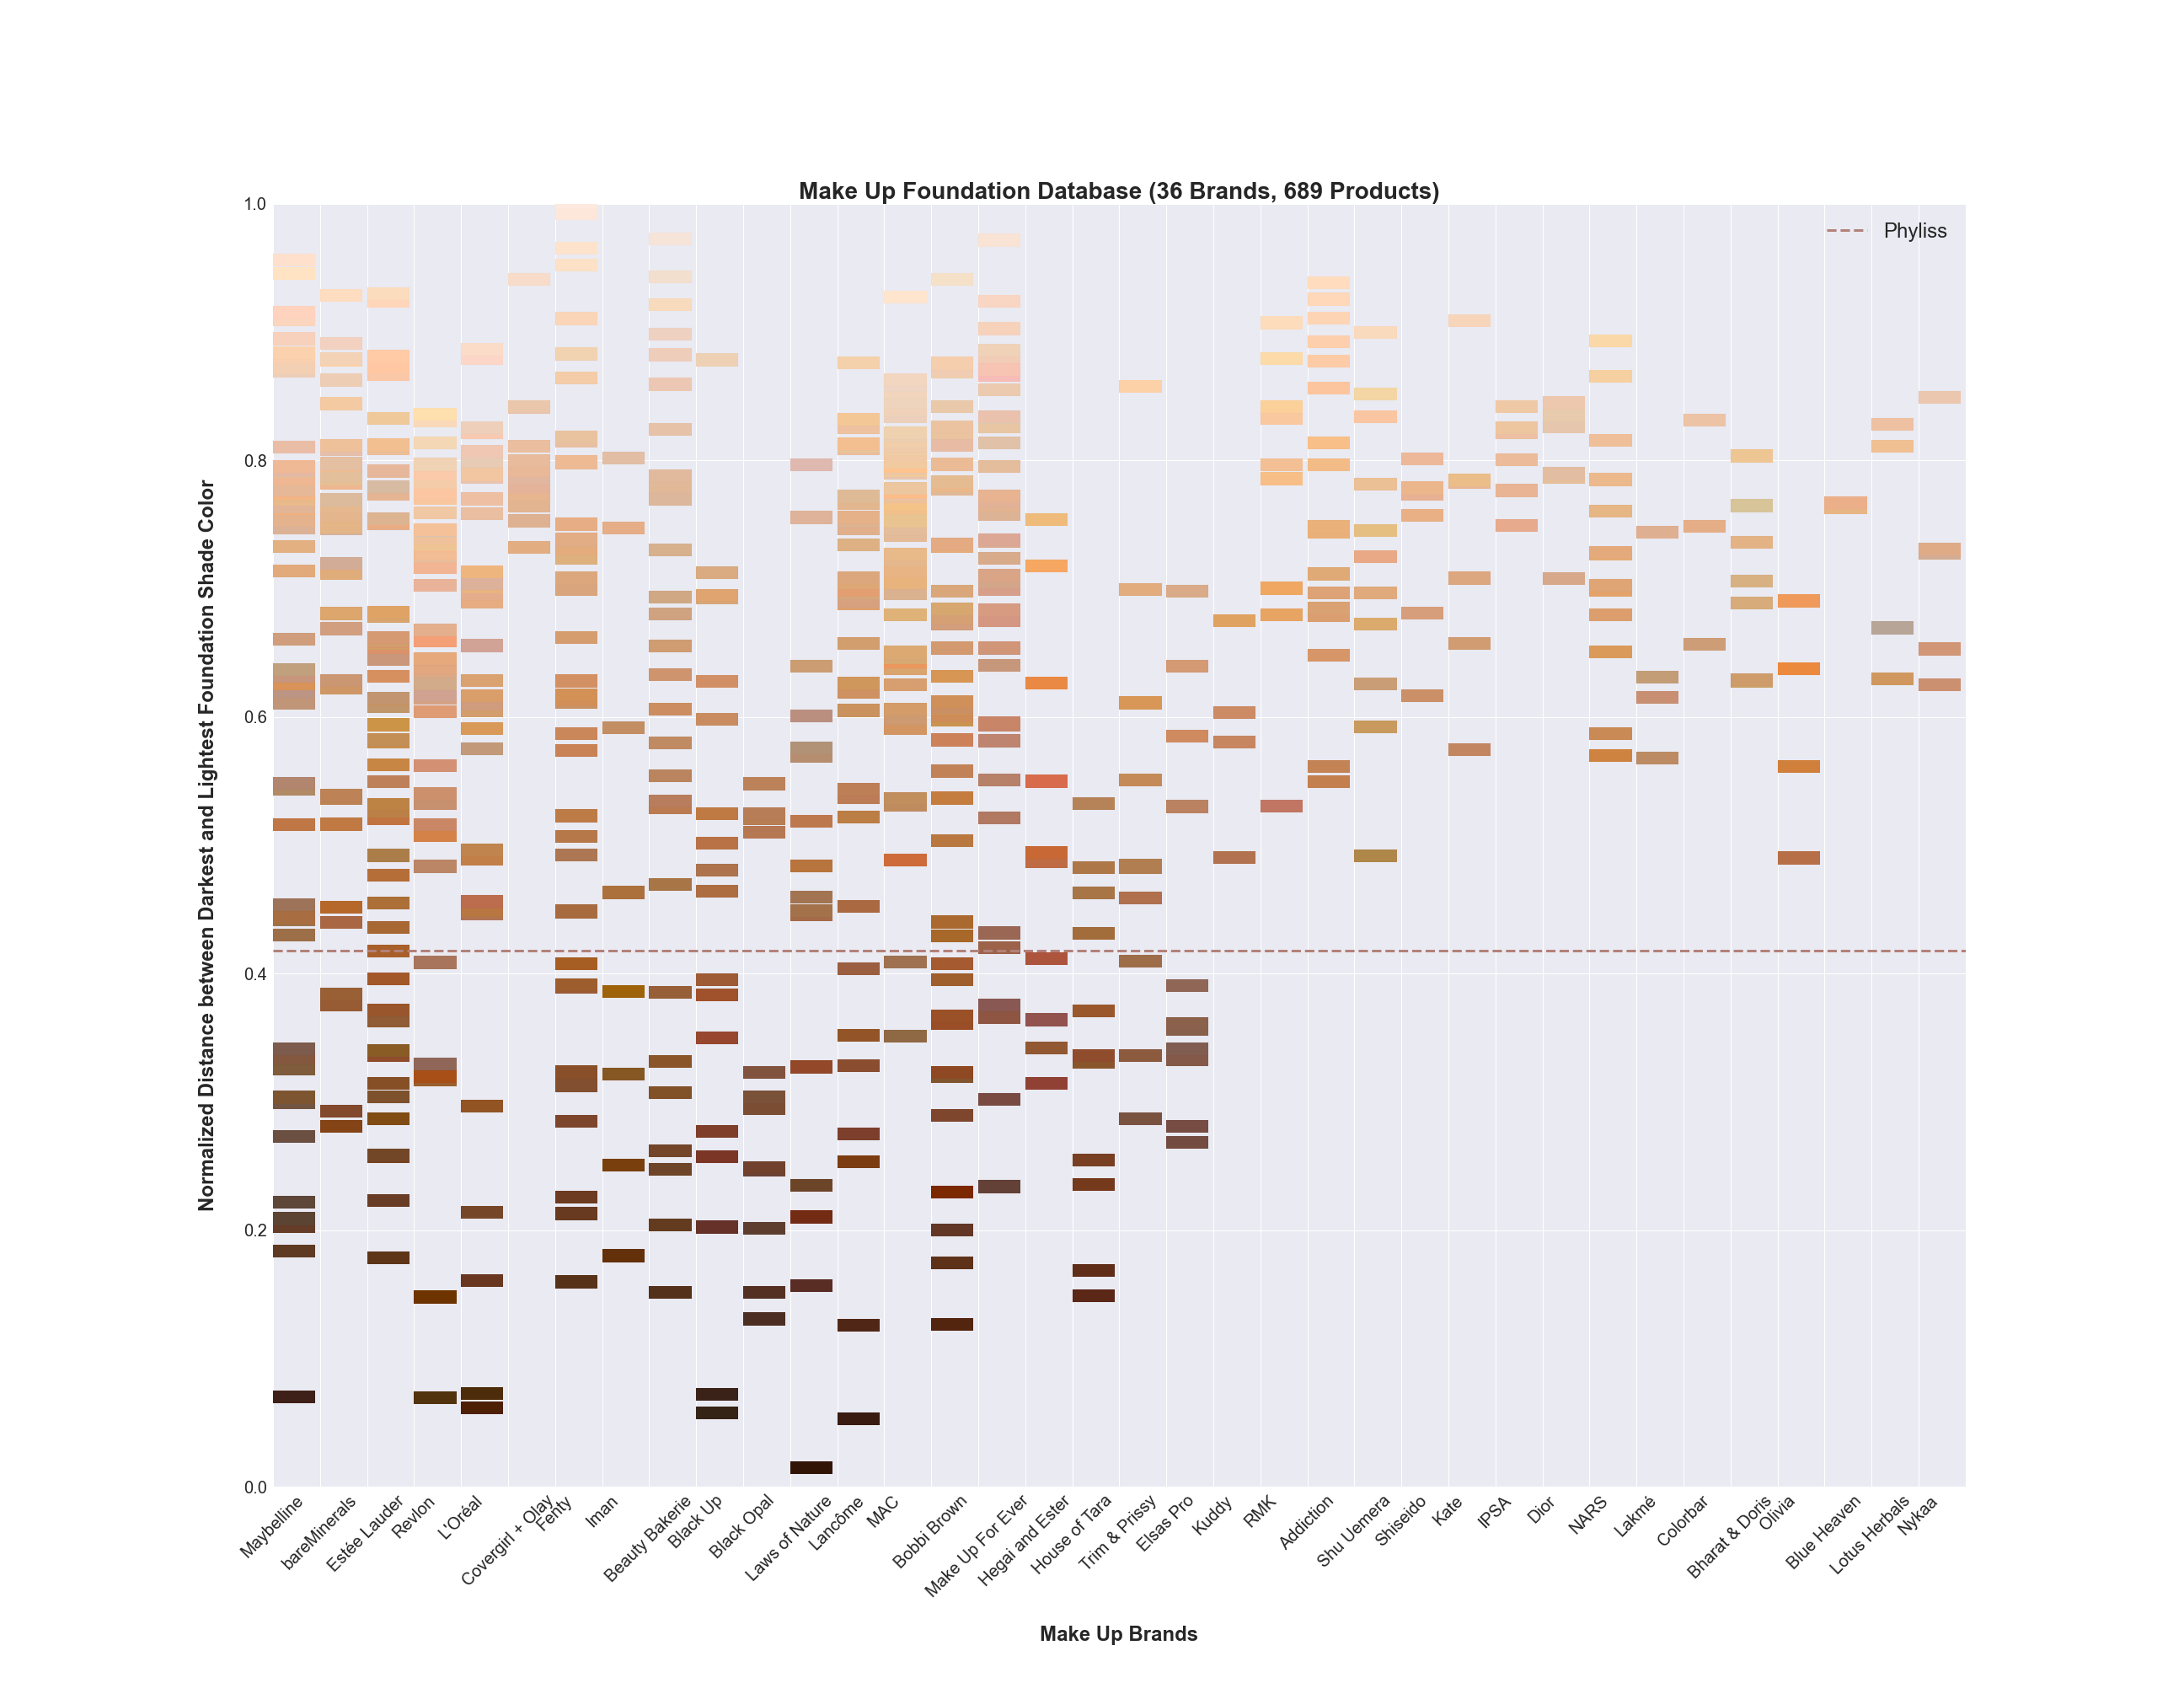 Make Up Foundation Database (36 Brands, 689 Products)
Phyliss
Normalized Distance between Darkest and Lightest Foundation Shade Color
1.0
0.8
0.6
0.4
0.2
0.0
Maybelline
bareMinerals
Estée Lauder
Revlon
L'Oréal
Covergirl + Olay
Fenty
Iman
Beauty Bakerie
Black Up
Black Opal
Laws of Nature
Lancôme
MAC
Bobbi Brown
Make Up For Ever
Hegai and Ester
House of Tara
Trim & Prissy
Elsas Pro
Kuddy
RMK
Addiction
Shu Uemera
Shiseido
Kate
IPSA
Dior
NARS
Lakmé
Colorbar
Bharat & Doris
Olivia
Blue Heaven
Lotus Herbals
Nykaa
Make Up Brands